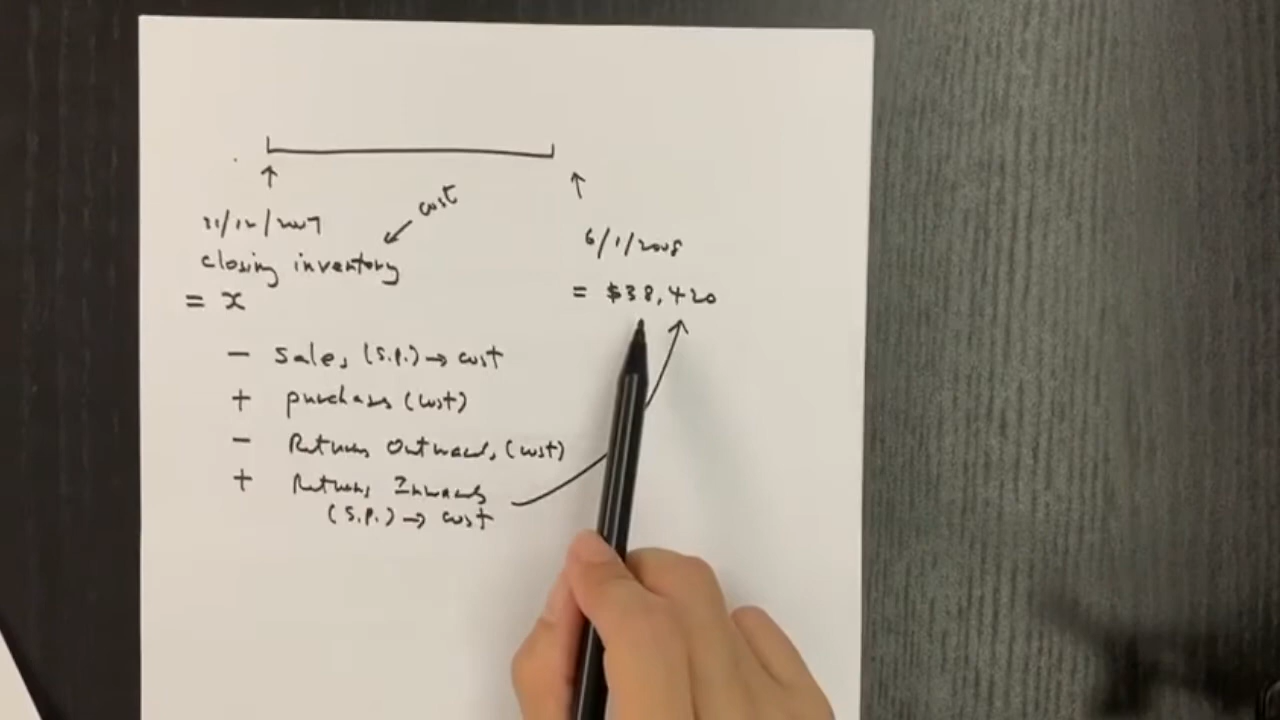 cost
31/12/2007
6/1/2008
closing inventory
= x
= $38,420
- Sales (S.P.) → cost
+ purchases (cost)
- Returns Outwards (cost)
+ Returns Inwards
(S.P.) → cost